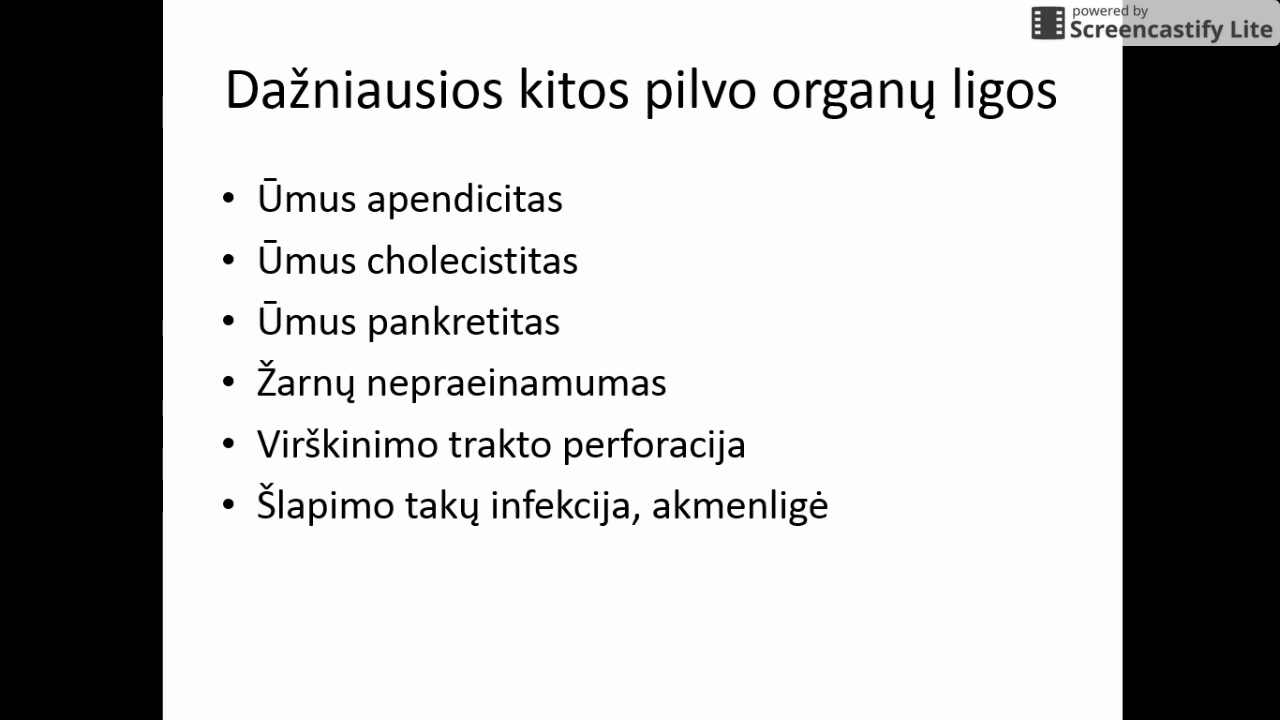 powered by
Screencastify Lite
Dažniausios kitos pilvo organų ligos
• Ūmus apendicitas
• Ūmus cholecistitas
• Ūmus pankretitas
• Žarnų nepraeinamumas
• Virškinimo trakto perforacija
• Šlapimo takų infekcija, akmenligė